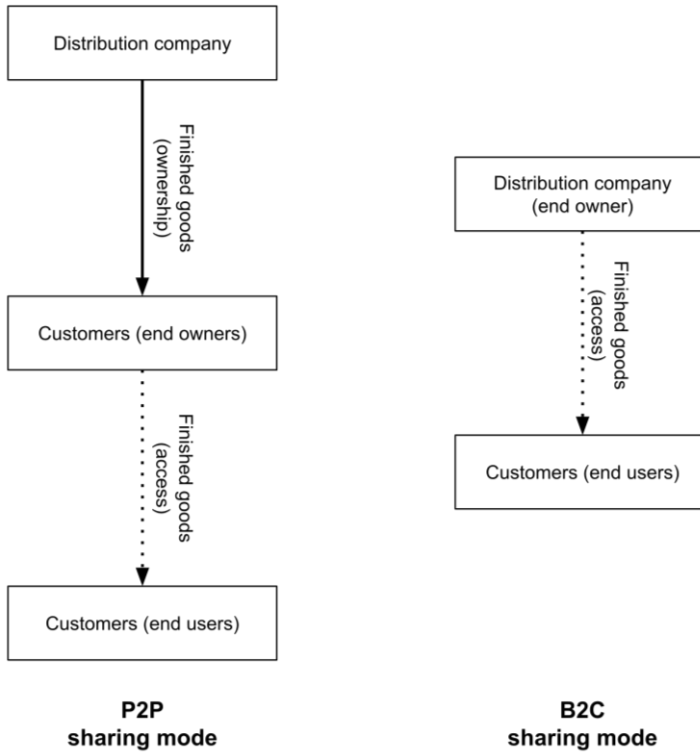 Distribution company
Finished goods
(ownership)
Customers (end owners)
Finished goods
(access)
Customers (end users)
P2P
sharing mode
Distribution company
(end owner)
Finished goods
(access)
Customers (end users)
B2C
sharing mode